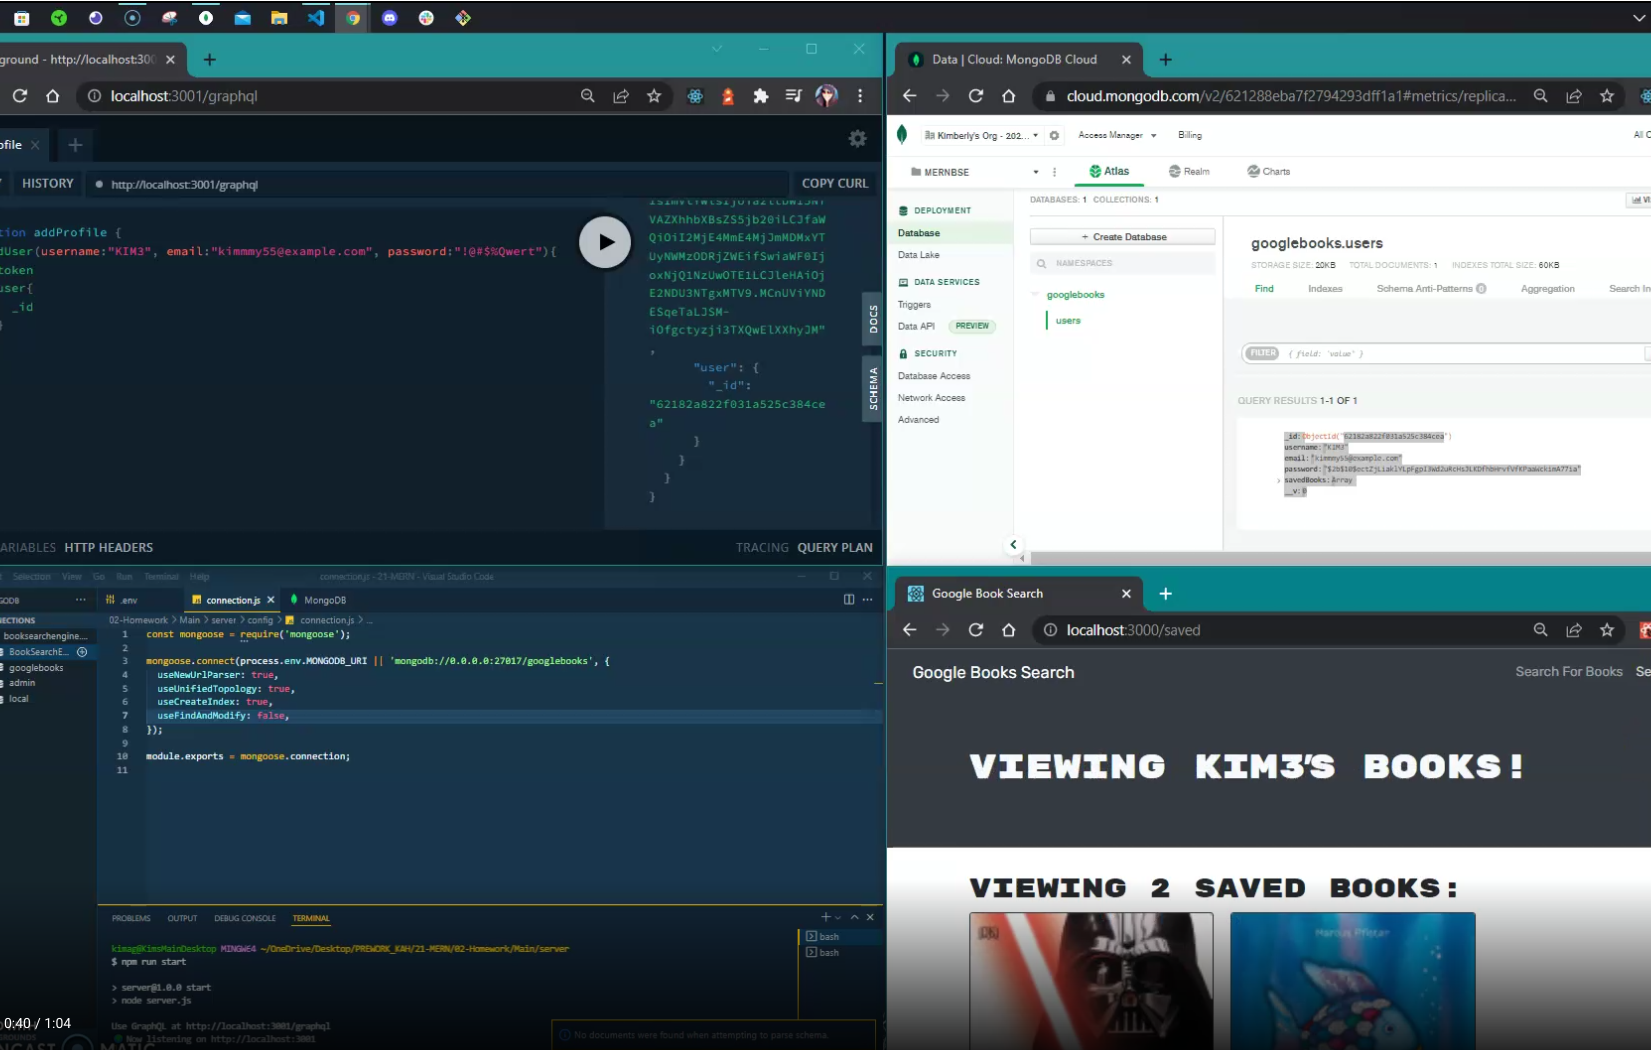 ground - http://localhost:300
localhost:3001/graphql
ofile
HISTORY
http://localhost:3001/graphql
COPY CURL
tion addProfile {
dUser(username:"KIM3", email:"kimmmy55@example.com", password:"!@#$%Qwert"){
token
user{
_id
}
VAZXhhbXBsZS5jb20iLCJfaW
,
"user": {
"_id":
"62182a822f031a525c384ce
a"
}
}
}
}
DOCS
SCHEMA
ARIABLES HTTP HEADERS
TRACING QUERY PLAN
Data | Cloud: MongoDB Cloud
cloud.mongodb.com/v2/621288eba7f2794293dff1a1#metrics/replica...
Kimberly's Org - 202...
Access Manager
Billing
MERNBSE
Atlas
Realm
Charts
DEPLOYMENT
Database
Data Lake
DATA SERVICES
Triggers
Data API PREVIEW
SECURITY
Database Access
Network Access
Advanced
DATABASES: 1 COLLECTIONS: 1
+ Create Database
NAMESPACES
googlebooks
users
googlebooks.users
STORAGE SIZE: 20KB TOTAL DOCUMENTS: 1 INDEXES TOTAL SIZE: 60KB
Find Indexes Schema Anti-Patterns 0 Aggregation Search In
FILTER { field: 'value' }
QUERY RESULTS 1-1 OF 1
_id: ObjectId("62182a822f031a525c384cea")
username: "KIM3"
email: "kimmmy55@example.com"
savedBooks: Array
__v: 0
Selection View Go Run Terminal Help
connection.js - 21-MERN - Visual Studio Code
.env
connection.js
MongoDB
booksearchengine....
BookSearchE...
googlebooks
admin
local
02-Homework > Main > server > config > connection.js > ...
1 const mongoose = require('mongoose');
2
3 mongoose.connect(process.env.MONGODB_URI || 'mongodb://0.0.0.0:27017/googlebooks', {
4 useNewUrlParser: true,
5 useUnifiedTopology: true,
6 useCreateIndex: true,
7 useFindAndModify: false,
8 });
9
10 module.exports = mongoose.connection;
11
PROBLEMS OUTPUT DEBUG CONSOLE TERMINAL
kimag@KimsMainDesktop MINGW64 ~/OneDrive/Desktop/PREWORK_KAH/21-MERN/02-Homework/Main/server
$ npm run start
> server@1.0.0 start
> node server.js
Use GraphQL at http://localhost:3001/graphql
Now listening on http://localhost:3001
bash
bash
No documents were found when attempting to parse schema.
0:40 / 1:04
Google Book Search
localhost:3000/saved
Google Books Search
Search For Books Se
VIEWING KIM3'S BOOKS!
VIEWING 2 SAVED BOOKS:
DK
Marcus Pfister